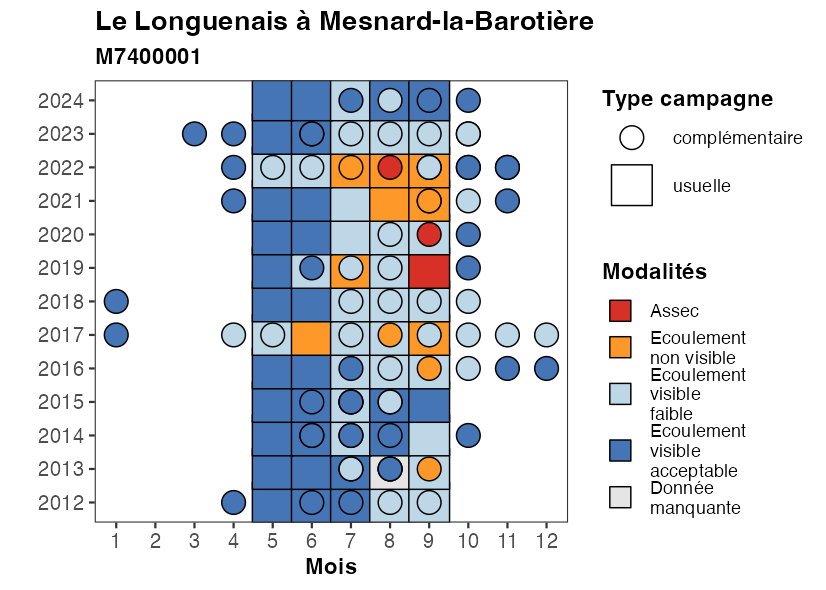 Le Longuenais à Mesnard-la-Barotière
M7400001
2024
2023
2022
2021
2020
2019
2018
2017
2016
2015
2014
2013
2012
1 2 3 4 5 6 7 8 9 10 11 12
Mois
Type campagne
complémentaire
usuelle
Modalités
Assec
Ecoulement
non visible
Ecoulement
visible
faible
Ecoulement
visible
acceptable
Donnée
manquante